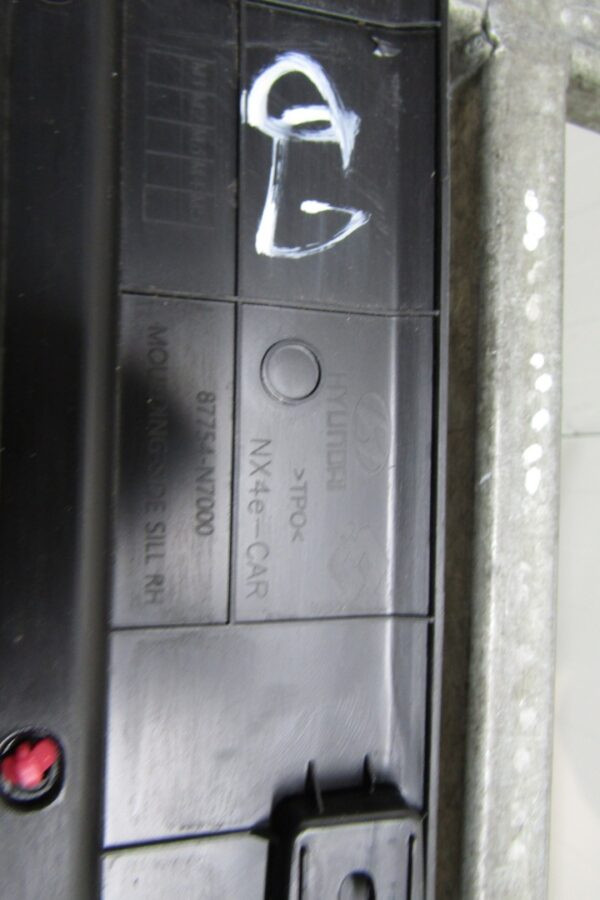 HYUNDAI
>TPO<
NX4e-CAR
87754-N7000
MOULDING-SIDE SILL RH